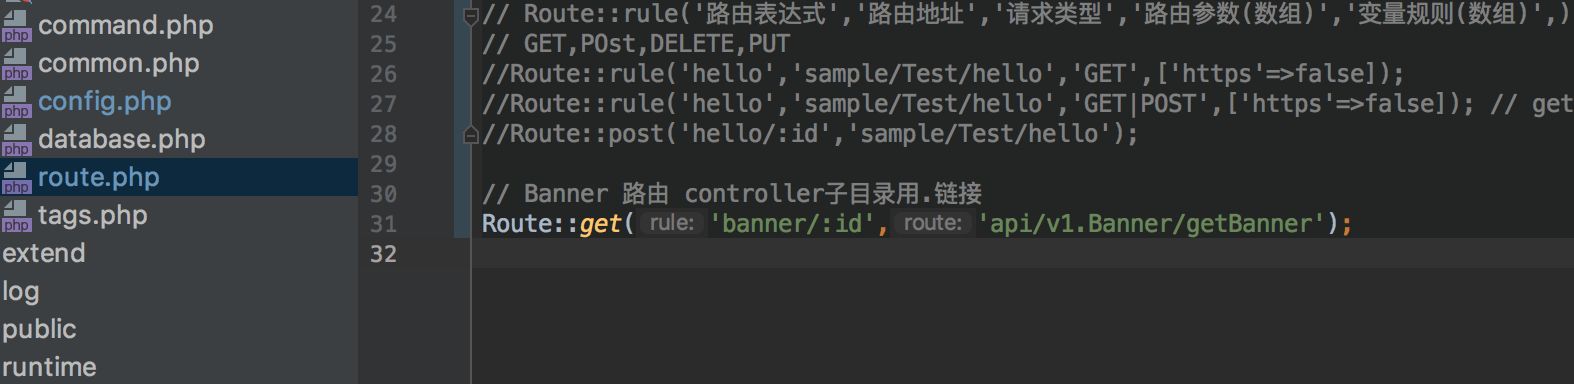 php command.php
php common.php
php config.php
php database.php
php route.php
php tags.php
extend
log
public
runtime
24 // Route::rule('路由表达式','路由地址','请求类型','路由参数(数组)','变量规则(数组)',)
25 // GET,POst,DELETE,PUT
26 //Route::rule('hello','sample/Test/hello','GET',['https'=>false]);
27 //Route::rule('hello','sample/Test/hello','GET|POST',['https'=>false]); // get
28 //Route::post('hello/:id','sample/Test/hello');
29
30 // Banner 路由 controller子目录用.链接
31 Route::get( rule: 'banner/:id', route: 'api/v1.Banner/getBanner');
32